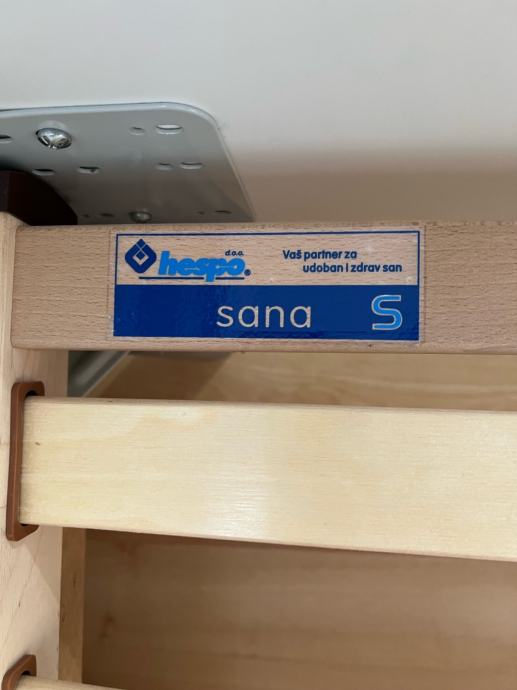 d.o.o.
hespo®
Vaš partner za
udoban i zdrav san
sana S